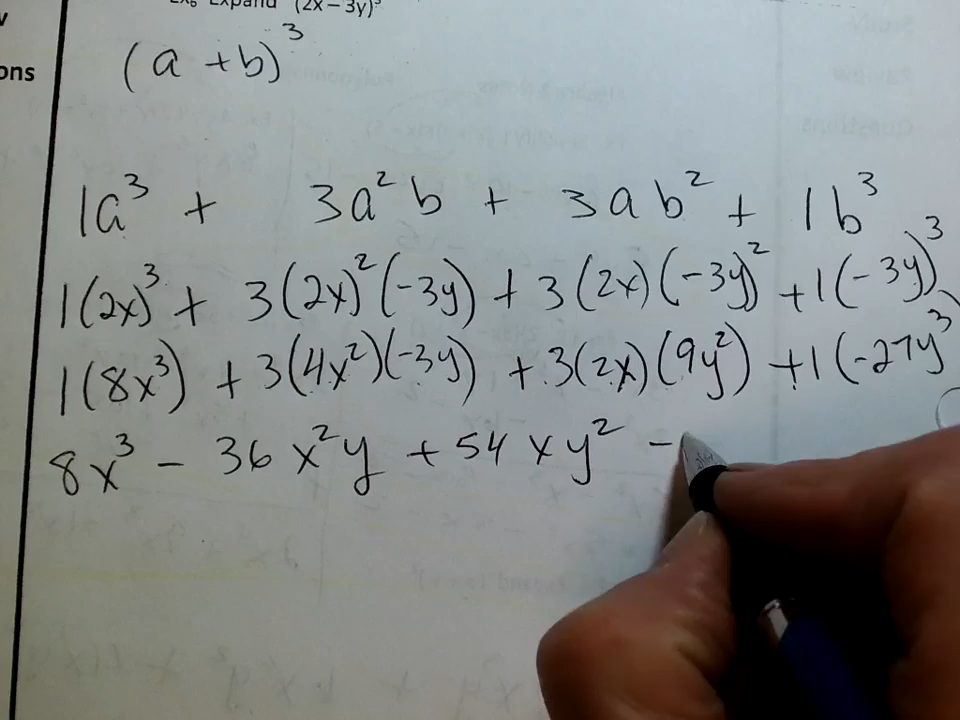 Expand (2x-3y)³
ons
(a+b)³
1a³ + 3a²b + 3ab² + 1b³
1(2x)³ + 3(2x)²(-3y) + 3(2x)(-3y)² + 1(-3y)³
1(8x³) + 3(4x²)(-3y) + 3(2x)(9y²) + 1(-27y³)
8x³ - 36x²y + 54xy² -